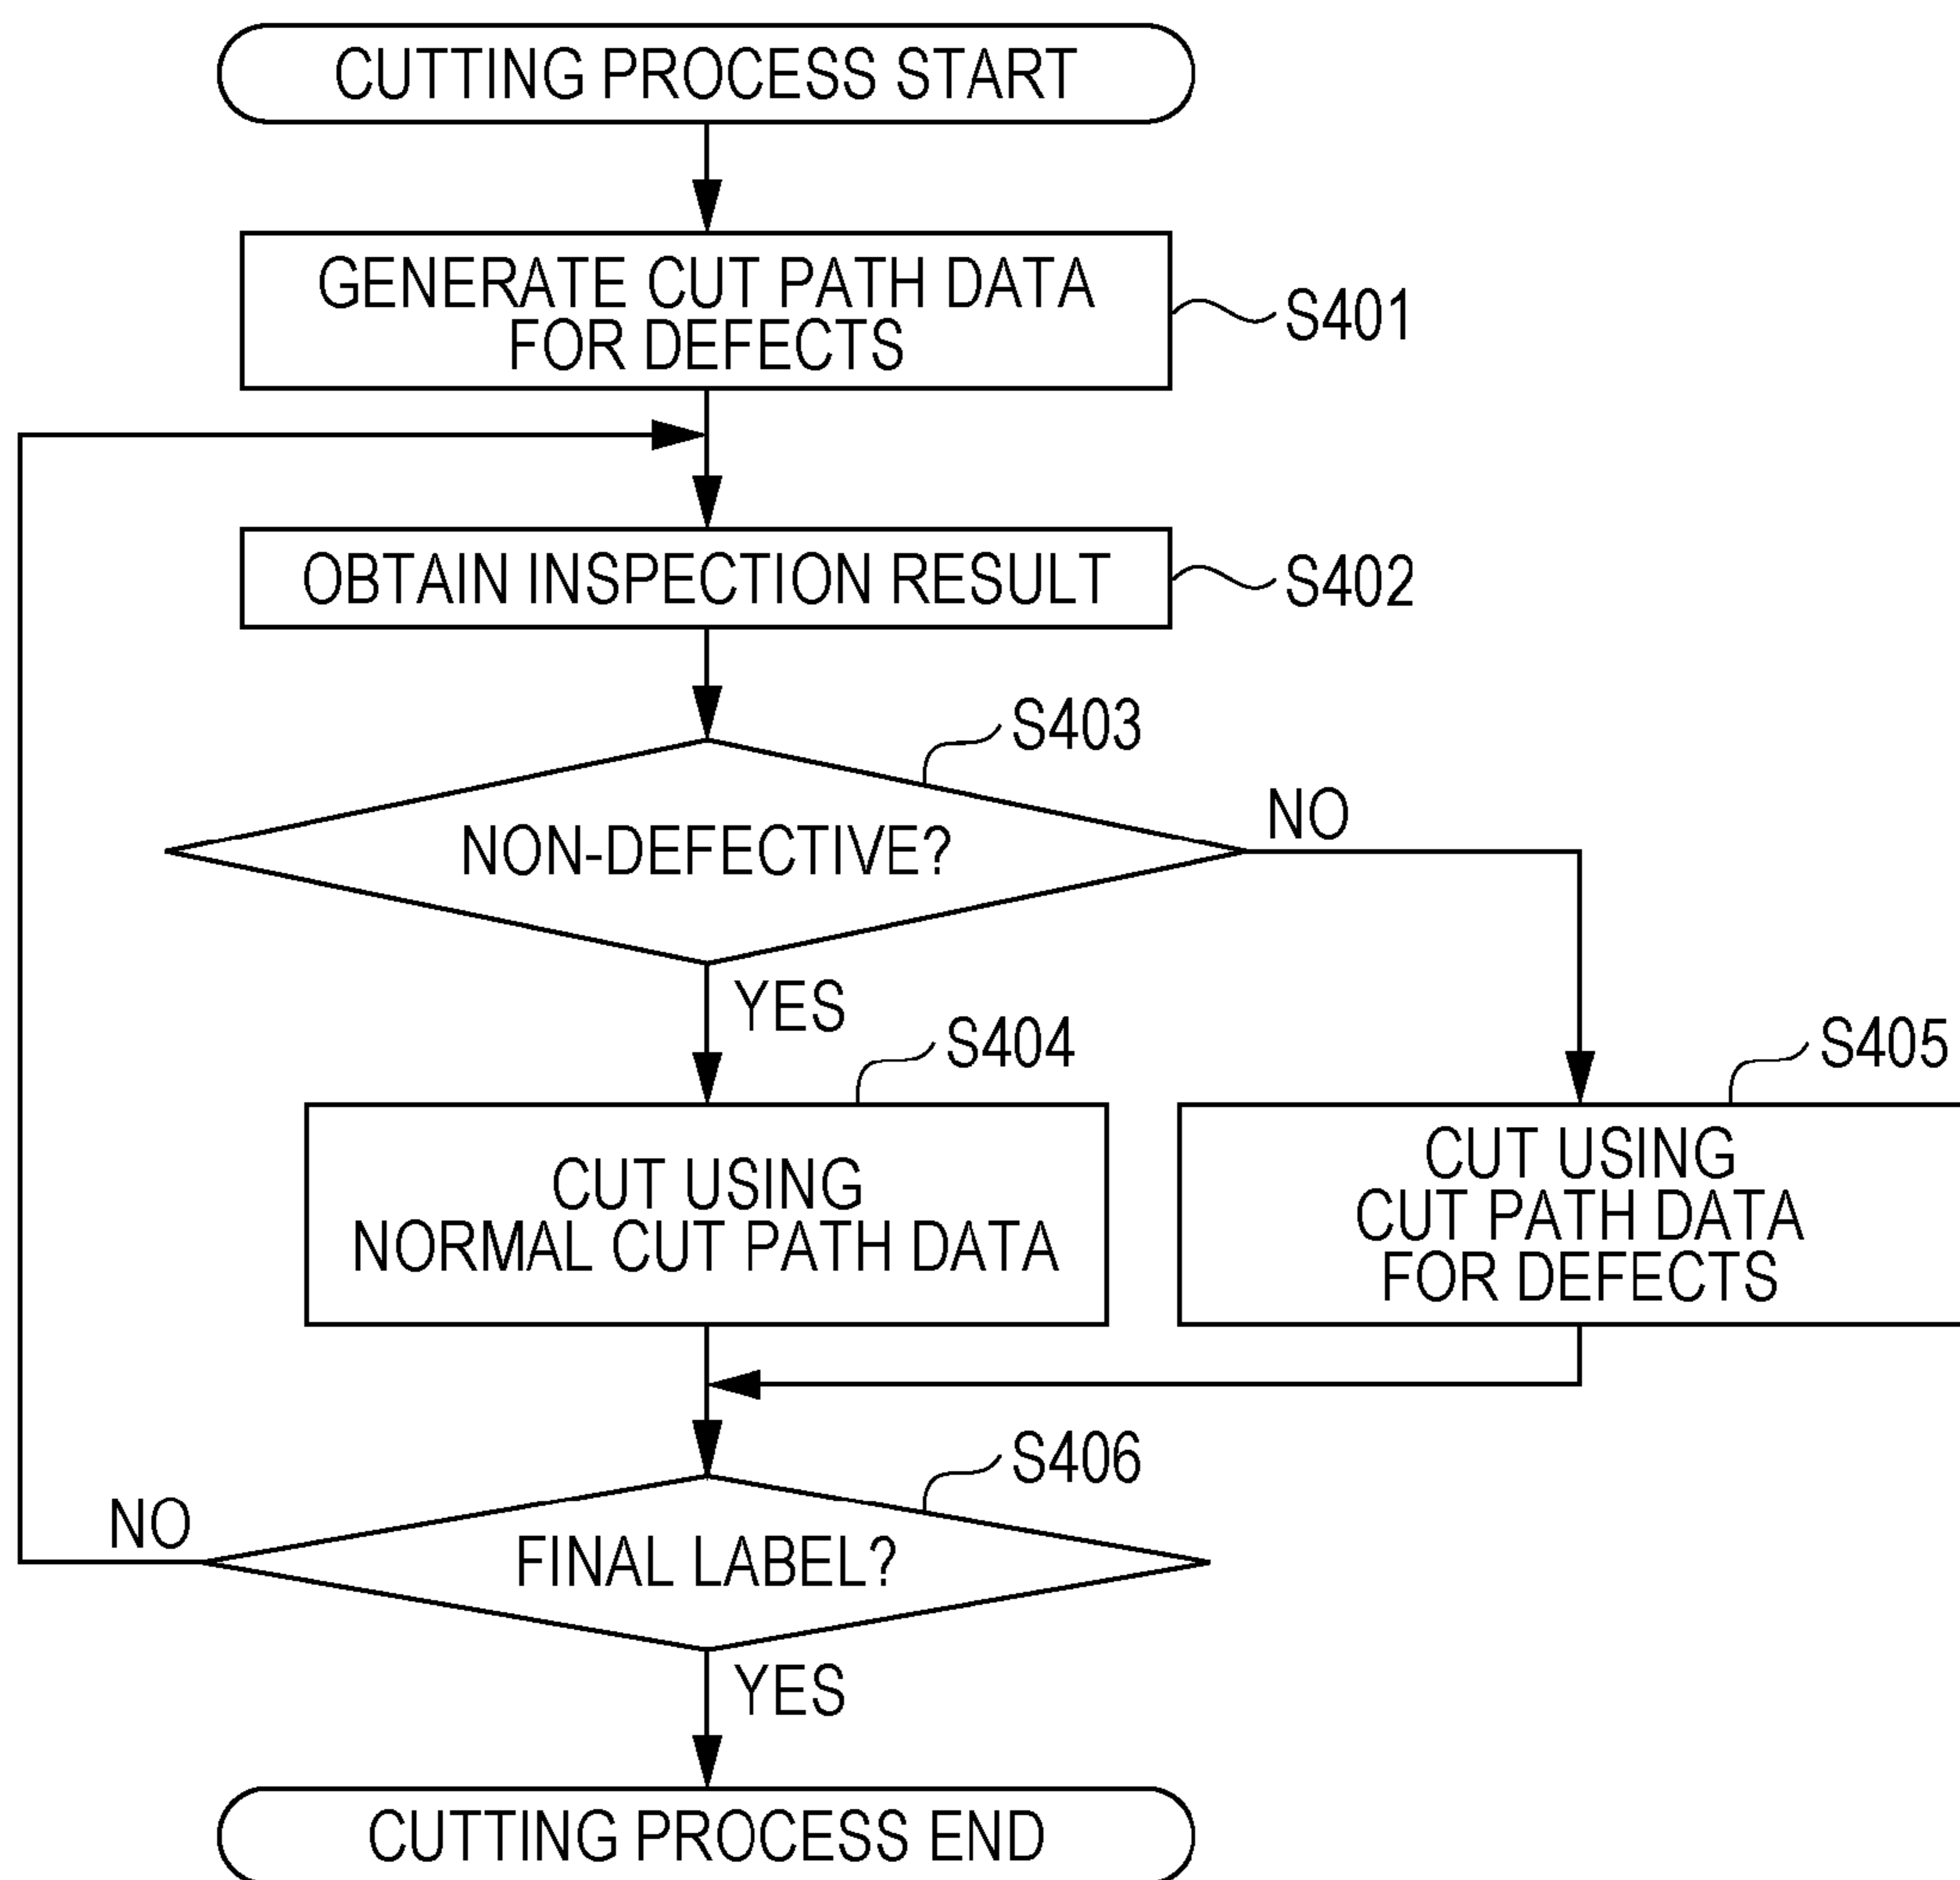 CUTTING PROCESS START
GENERATE CUT PATH DATA
FOR DEFECTS
S401
OBTAIN INSPECTION RESULT
S402
S403
NON-DEFECTIVE?
NO
YES
S404
CUT USING
NORMAL CUT PATH DATA
S405
CUT USING
CUT PATH DATA
FOR DEFECTS
S406
FINAL LABEL?
NO
YES
CUTTING PROCESS END